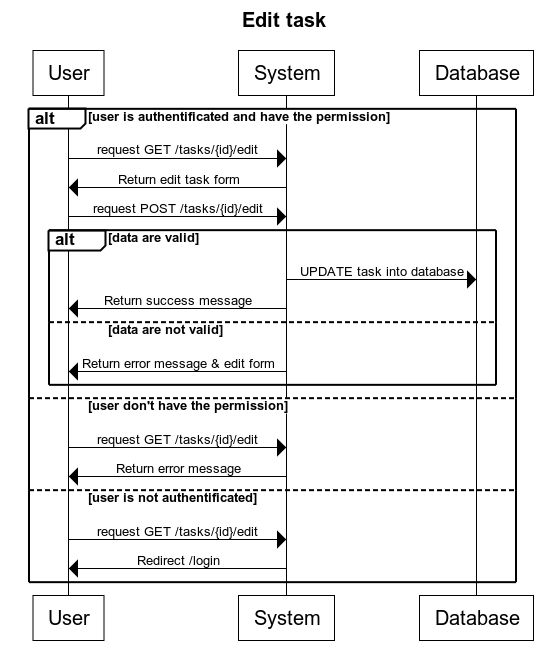 Edit task
User
System
Database
alt
[user is authentificated and have the permission]
request GET /tasks/{id}/edit
Return edit task form
request POST /tasks/{id}/edit
alt
[data are valid]
UPDATE task into database
Return success message
[data are not valid]
Return error message & edit form
[user don't have the permission]
request GET /tasks/{id}/edit
Return error message
[user is not authentificated]
request GET /tasks/{id}/edit
Redirect /login
User
System
Database